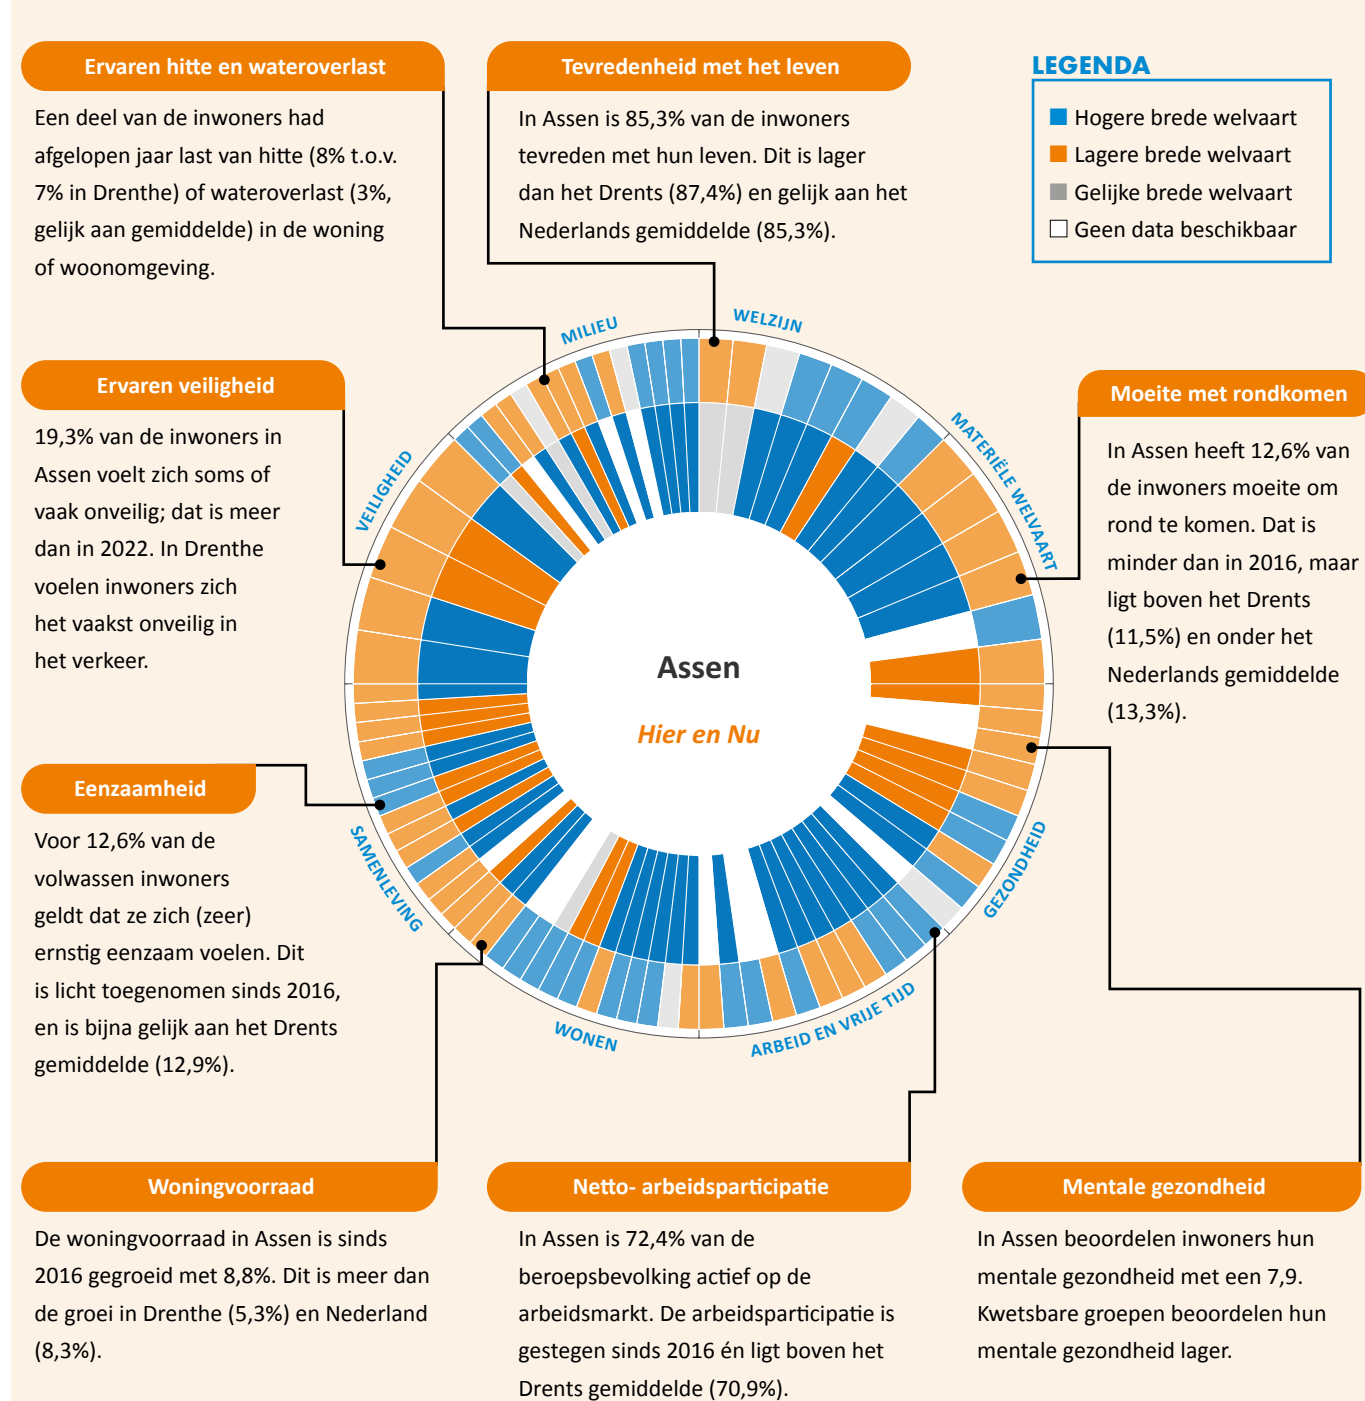 Ervaren hitte en wateroverlast
Een deel van de inwoners had
afgelopen jaar last van hitte (8% t.o.v.
7% in Drenthe) of wateroverlast (3%,
gelijk aan gemiddelde) in de woning
of woonomgeving.
Tevredenheid met het leven
In Assen is 85,3% van de inwoners
tevreden met hun leven. Dit is lager
dan het Drents (87,4%) en gelijk aan het
Nederlands gemiddelde (85,3%).
LEGENDA
Hogere brede welvaart
Lagere brede welvaart
Gelijke brede welvaart
Geen data beschikbaar
Ervaren veiligheid
19,3% van de inwoners in
Assen voelt zich soms of
vaak onveilig; dat is meer
dan in 2022. In Drenthe
voelen inwoners zich
het vaakst onveilig in
het verkeer.
MILIEU
WELZIJN
MATERIËLE WELVAART
GEZONDHEID
ARBEID EN VRIJE TIJD
WONEN
SAMENLEVING
VEILIGHEID
Assen
Hier en Nu
Moeite met rondkomen
In Assen heeft 12,6% van
de inwoners moeite om
rond te komen. Dat is
minder dan in 2016, maar
ligt boven het Drents
(11,5%) en onder het
Nederlands gemiddelde
(13,3%).
Eenzaamheid
Voor 12,6% van de
volwassen inwoners
geldt dat ze zich (zeer)
ernstig eenzaam voelen. Dit
is licht toegenomen sinds 2016,
en is bijna gelijk aan het Drents
gemiddelde (12,9%).
Woningvoorraad
De woningvoorraad in Assen is sinds
2016 gegroeid met 8,8%. Dit is meer dan
de groei in Drenthe (5,3%) en Nederland
(8,3%).
Netto- arbeidsparticipatie
In Assen is 72,4% van de
beroepsbevolking actief op de
arbeidsmarkt. De arbeidsparticipatie is
gestegen sinds 2016 én ligt boven het
Drents gemiddelde (70,9%).
Mentale gezondheid
In Assen beoordelen inwoners hun
mentale gezondheid met een 7,9.
Kwetsbare groepen beoordelen hun
mentale gezondheid lager.